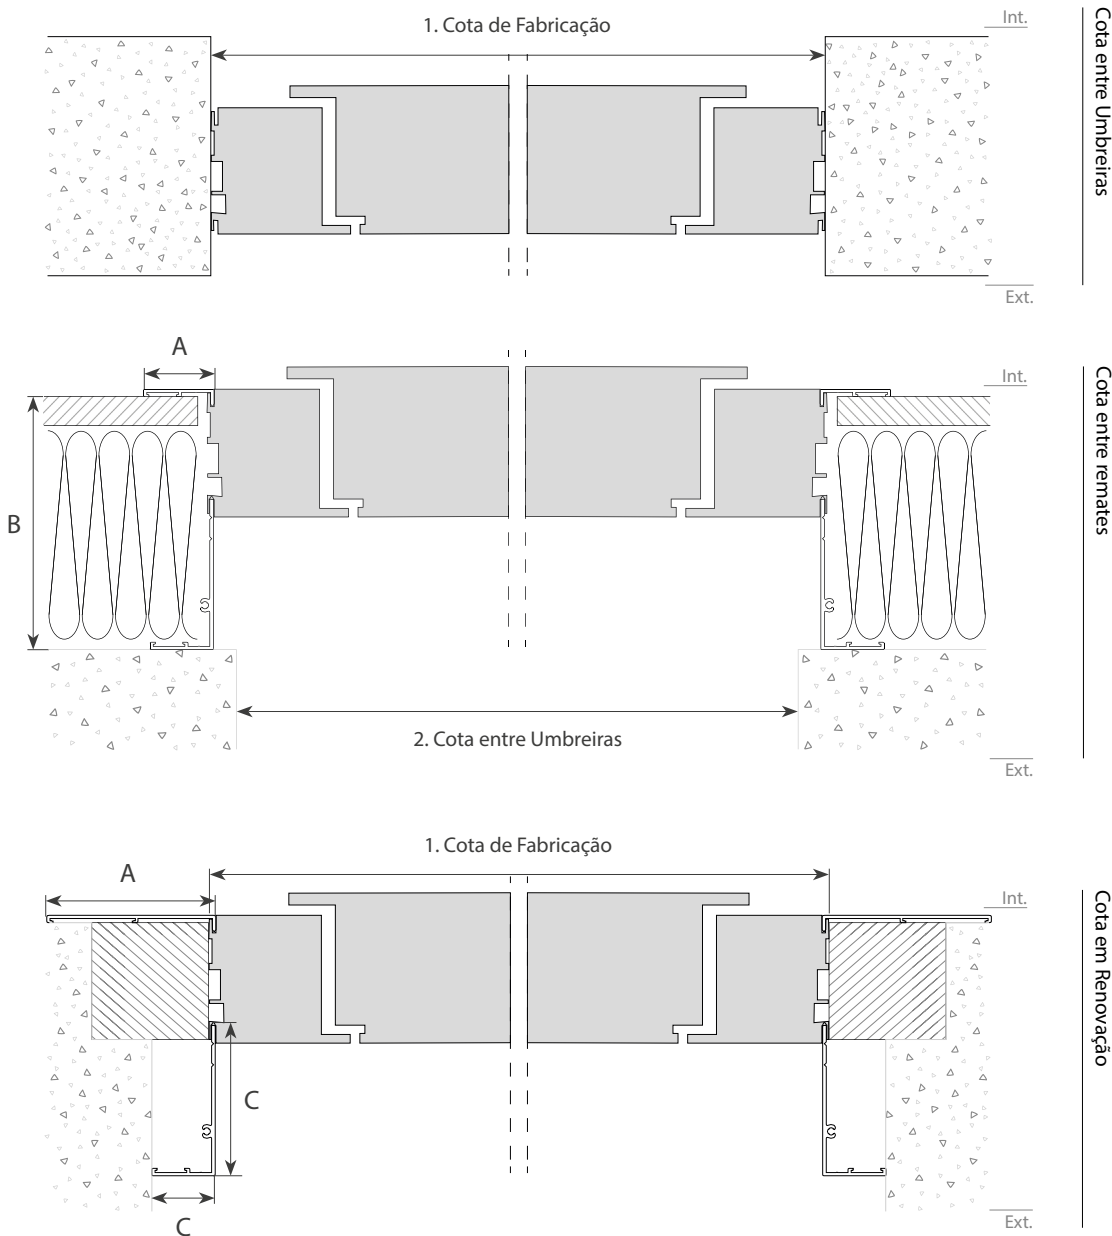 1. Cota de Fabricação
Int.
Cota entre Umbreiras
Ext.
A
Int.
Cota entre remates
B
2. Cota entre Umbreiras
Ext.
1. Cota de Fabricação
A
Int.
Cota em Renovação
C
C
Ext.